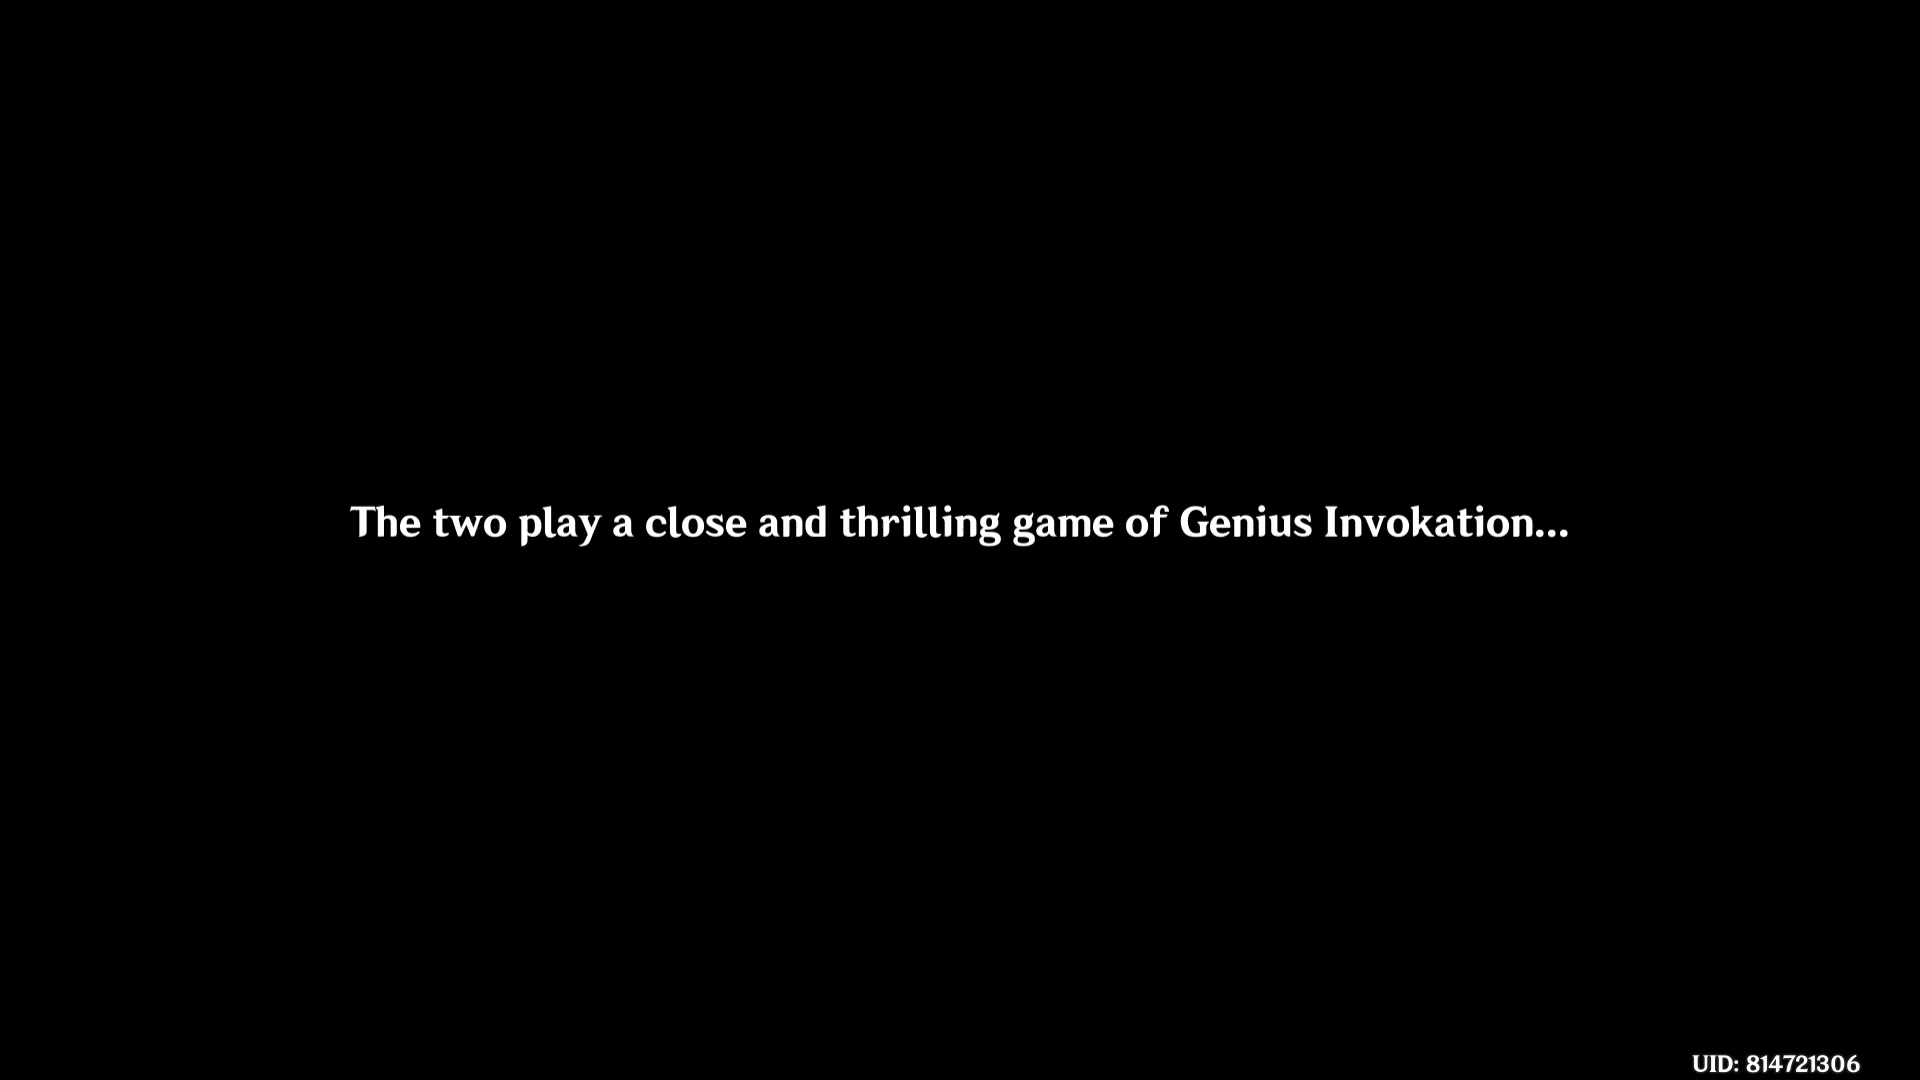 The two play a close and thrilling game of Genius Invokation...
UID: 814721306